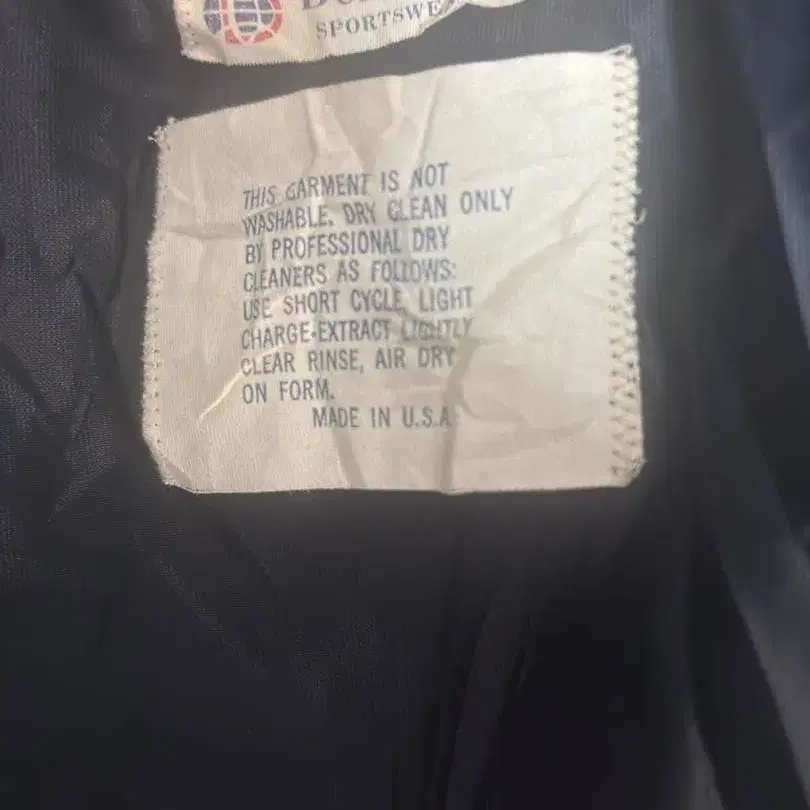 SPORTSWEAR
THIS GARMENT IS NOT
WASHABLE. DRY CLEAN ONLY
BY PROFESSIONAL DRY
CLEANERS AS FOLLOWS:
USE SHORT CYCLE, LIGHT
CHARGE-EXTRACT LIGHTLY
CLEAR RINSE, AIR DRY
ON FORM.
MADE IN U.S.A.